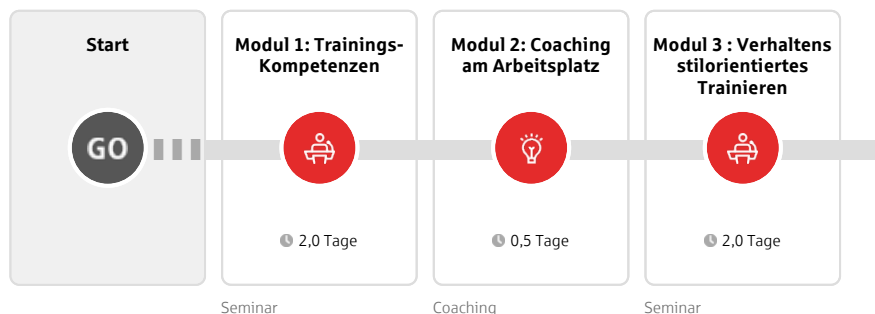 Start
GO
Modul 1: Trainings-
Kompetenzen
2,0 Tage
Seminar
Modul 2: Coaching
am Arbeitsplatz
0,5 Tage
Coaching
Modul 3 : Verhaltens
stilorientiertes
Trainieren
2,0 Tage
Seminar